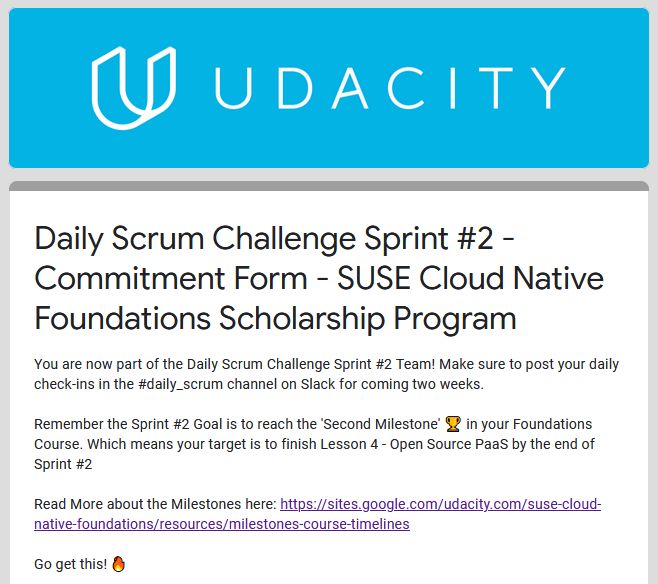 UDACITY
Daily Scrum Challenge Sprint #2 -
Commitment Form - SUSE Cloud Native
Foundations Scholarship Program
You are now part of the Daily Scrum Challenge Sprint #2 Team! Make sure to post your daily
check-ins in the #daily_scrum channel on Slack for coming two weeks.
Remember the Sprint #2 Goal is to reach the 'Second Milestone' 🏆 in your Foundations
Course. Which means your target is to finish Lesson 4 - Open Source PaaS by the end of
Sprint #2
Read More about the Milestones here: https://sites.google.com/udacity.com/suse-cloud-
native-foundations/resources/milestones-course-timelines
Go get this! 🔥